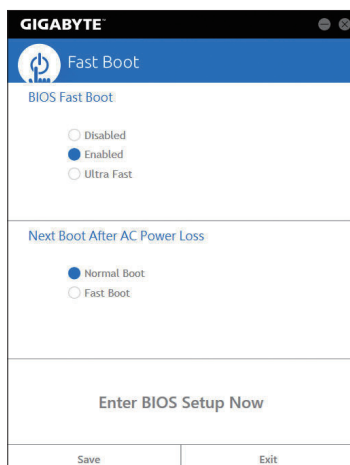 GIGABYTE™
Fast Boot
BIOS Fast Boot
Disabled
Enabled
Ultra Fast
Next Boot After AC Power Loss
Normal Boot
Fast Boot
Enter BIOS Setup Now
Save Exit